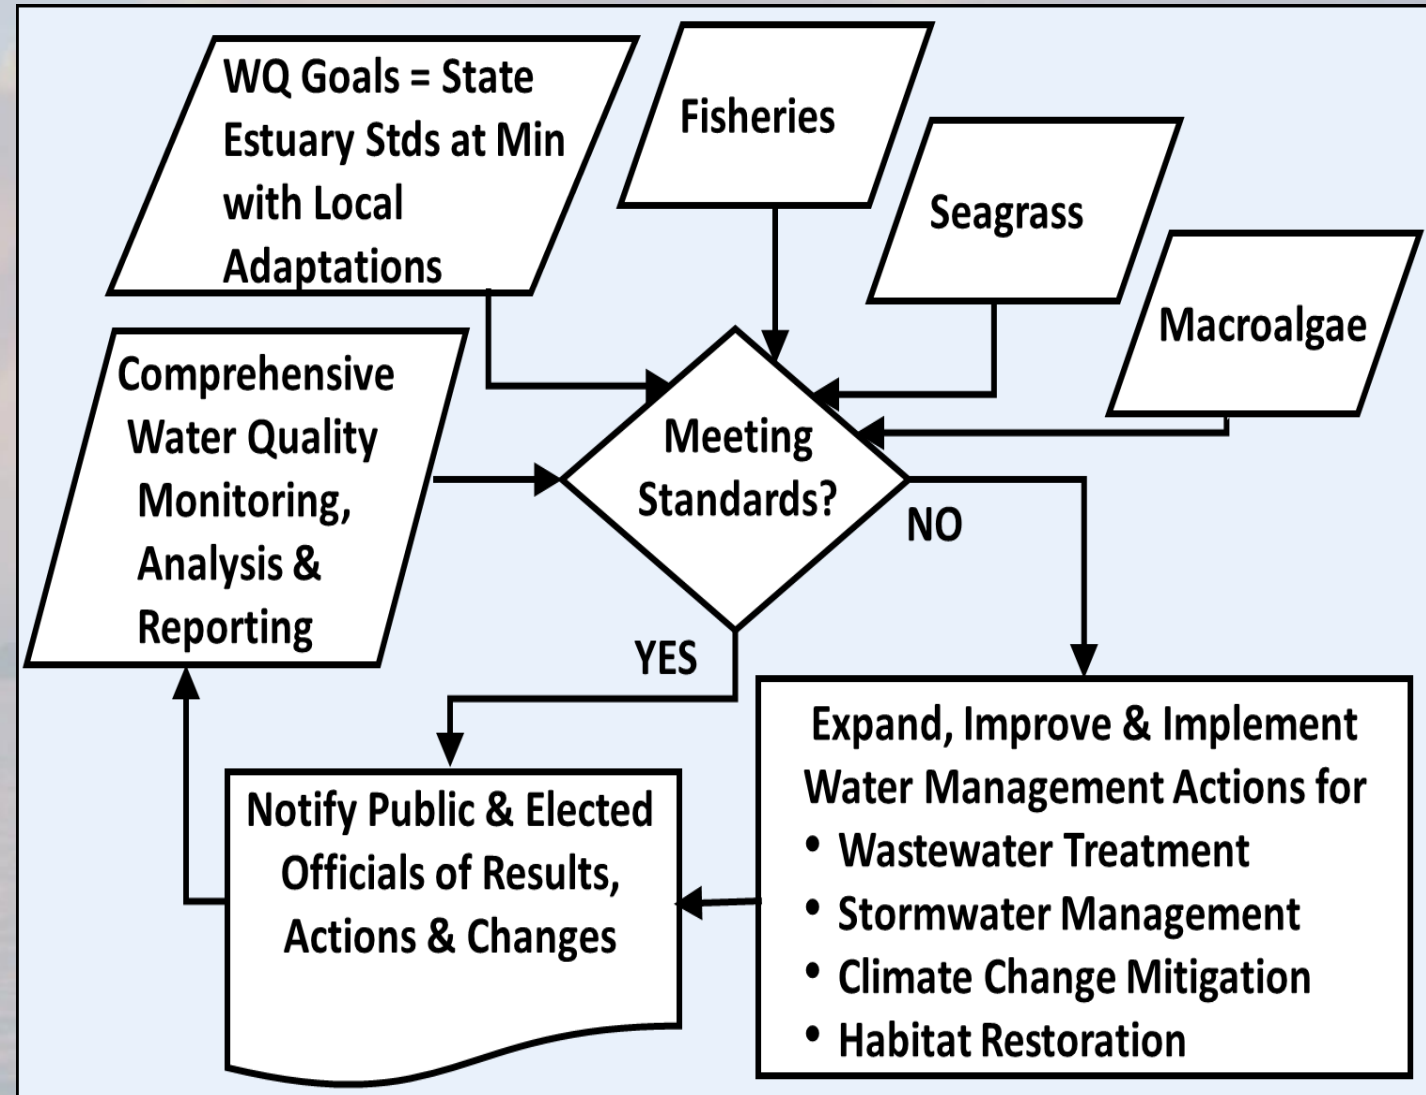 WQ Goals = State
Estuary Stds at Min
with Local
Adaptations
Fisheries
Seagrass
Macroalgae
Comprehensive
Water Quality
Monitoring,
Analysis &
Reporting
Meeting
Standards?
NO
YES
Notify Public & Elected
Officials of Results,
Actions & Changes
Expand, Improve & Implement
Water Management Actions for
• Wastewater Treatment
• Stormwater Management
• Climate Change Mitigation
• Habitat Restoration